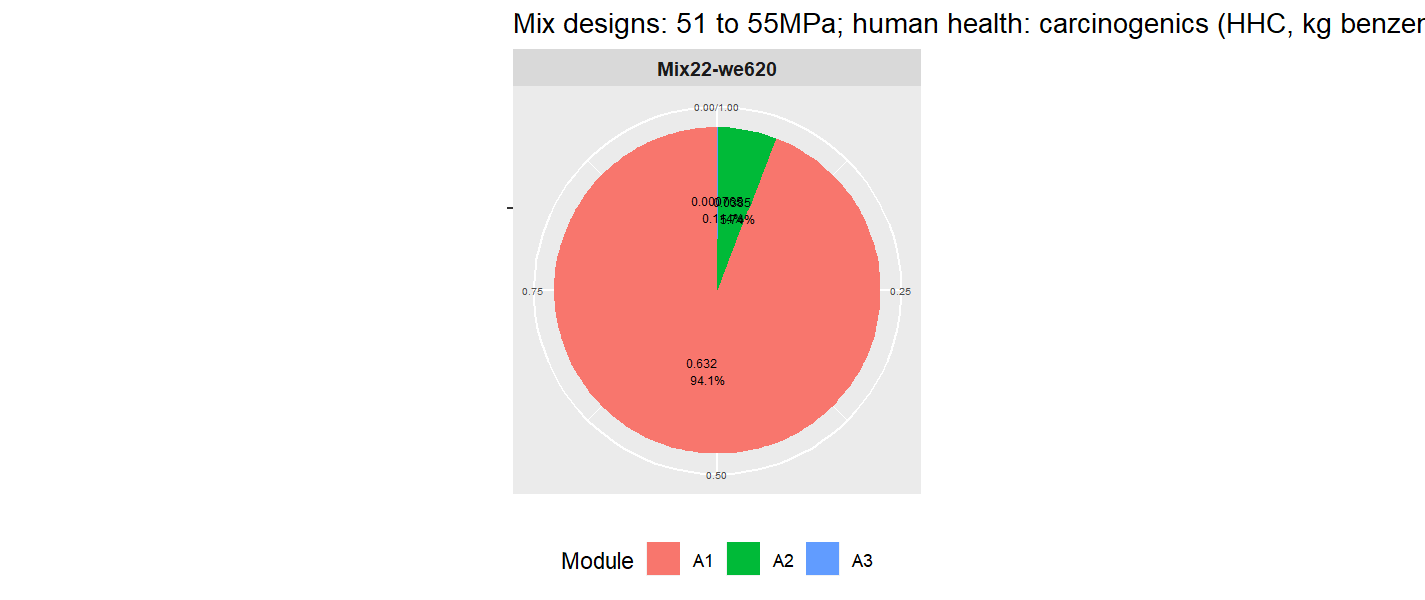 Mix designs: 51 to 55MPa; human health: carcinogenics (HHC, kg benzen
Mix22-we620
0.00/1.00
0.75
0.25
0.632
94.1%
0.50
Module A1 A2 A3